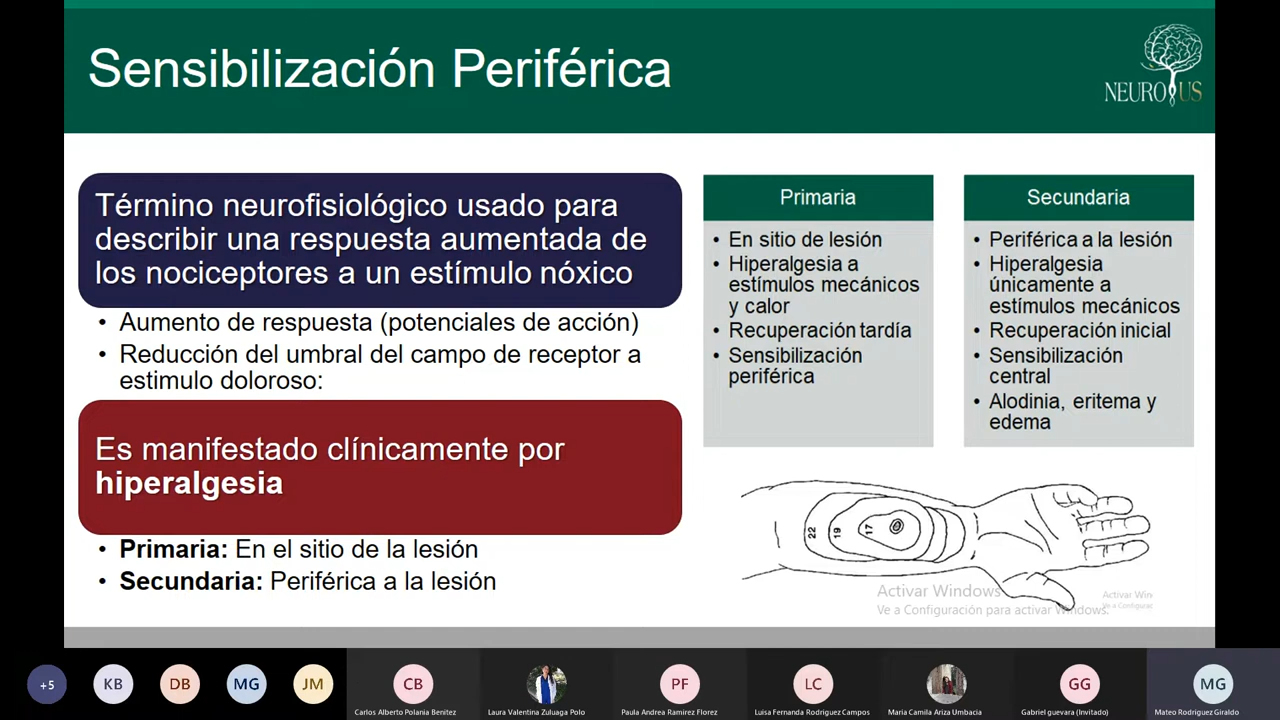 Sensibilización Periférica
NEURO US
Término neurofisiológico usado para
describir una respuesta aumentada de
los nociceptores a un estímulo nóxico
• Aumento de respuesta (potenciales de acción)
• Reducción del umbral del campo de receptor a
estimulo doloroso:
Es manifestado clínicamente por
hiperalgesia
• Primaria: En el sitio de la lesión
• Secundaria: Periférica a la lesión
Primaria
• En sitio de lesión
• Hiperalgesia a
estímulos mecánicos
y calor
• Recuperación tardía
• Sensibilización
periférica
Secundaria
• Periférica a la lesión
• Hiperalgesia
únicamente a
estímulos mecánicos
• Recuperación inicial
• Sensibilización
central
• Alodinia, eritema y
edema
22
19
17
Activar Windows
Ve a Configuración para activar Windows.
Activar Win
Ve a Configurac
+5
KB
DB
MG
JM
CB
Carlos Alberto Polania Benitez
Laura Valentina Zuluaga Polo
PF
Paula Andrea Ramirez Florez
LC
Luisa Fernanda Rodriguez Campos
Maria Camila Ariza Umbacia
GG
Gabriel guevara (Invitado)
MG
Mateo Rodriguez Giraldo